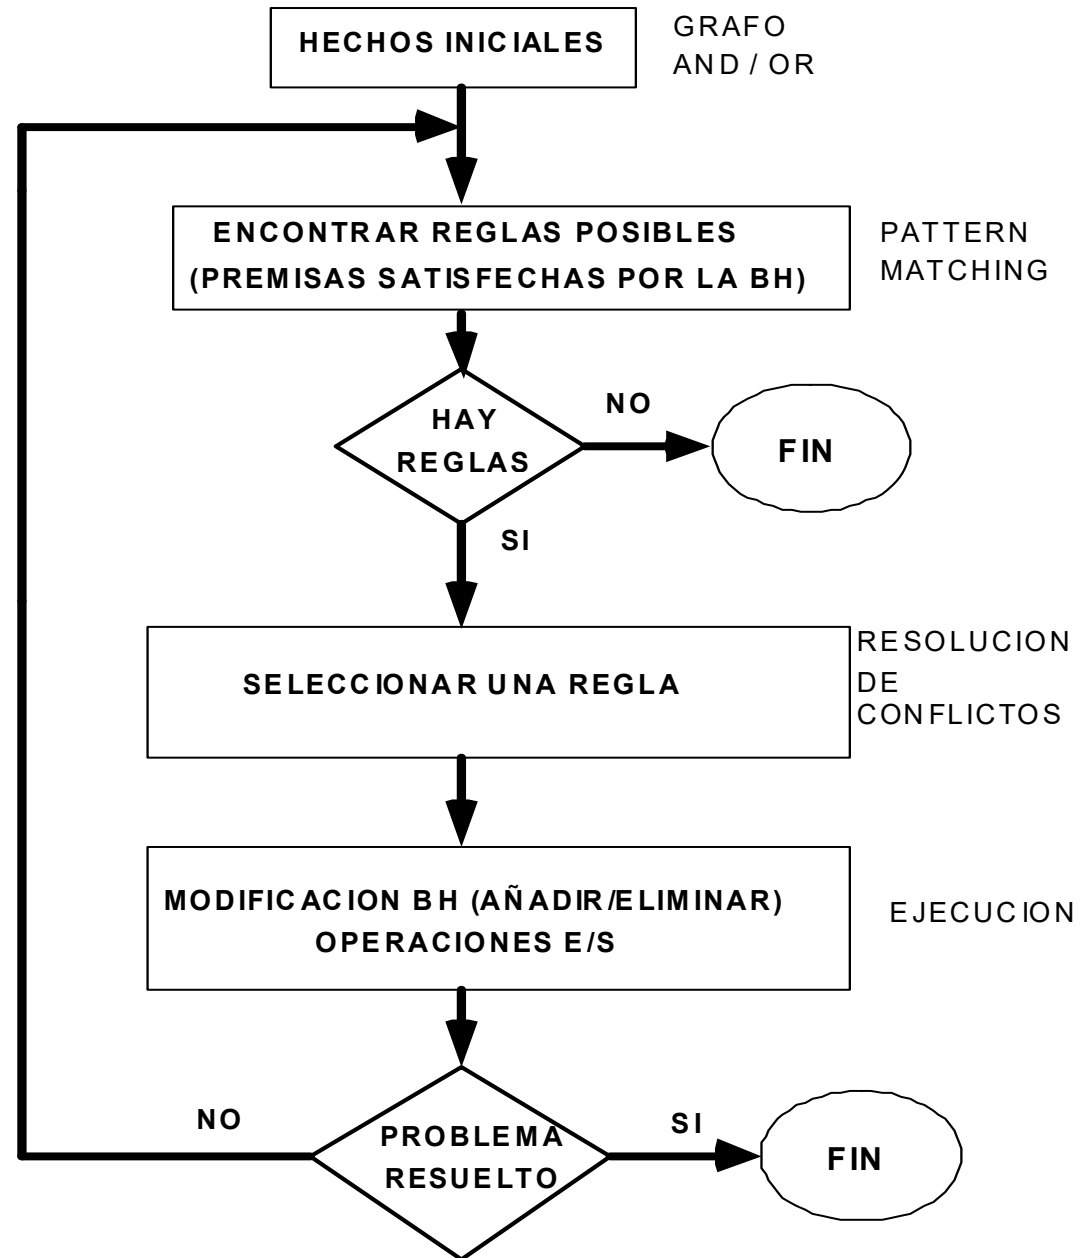 HECHOS INICIALES
GRAFO
AND / OR
ENCONTRAR REGLAS POSIBLES
(PREMISAS SATISFECHAS POR LA BH)
PATTERN
MATCHING
HAY
REGLAS
NO
FIN
SI
SELECCIONAR UNA REGLA
RESOLUCION
DE
CONFLICTOS
MODIFICACION BH (AÑADIR/ELIMINAR)
OPERACIONES E/S
EJECUCION
NO
PROBLEMA
RESUELTO
SI
FIN